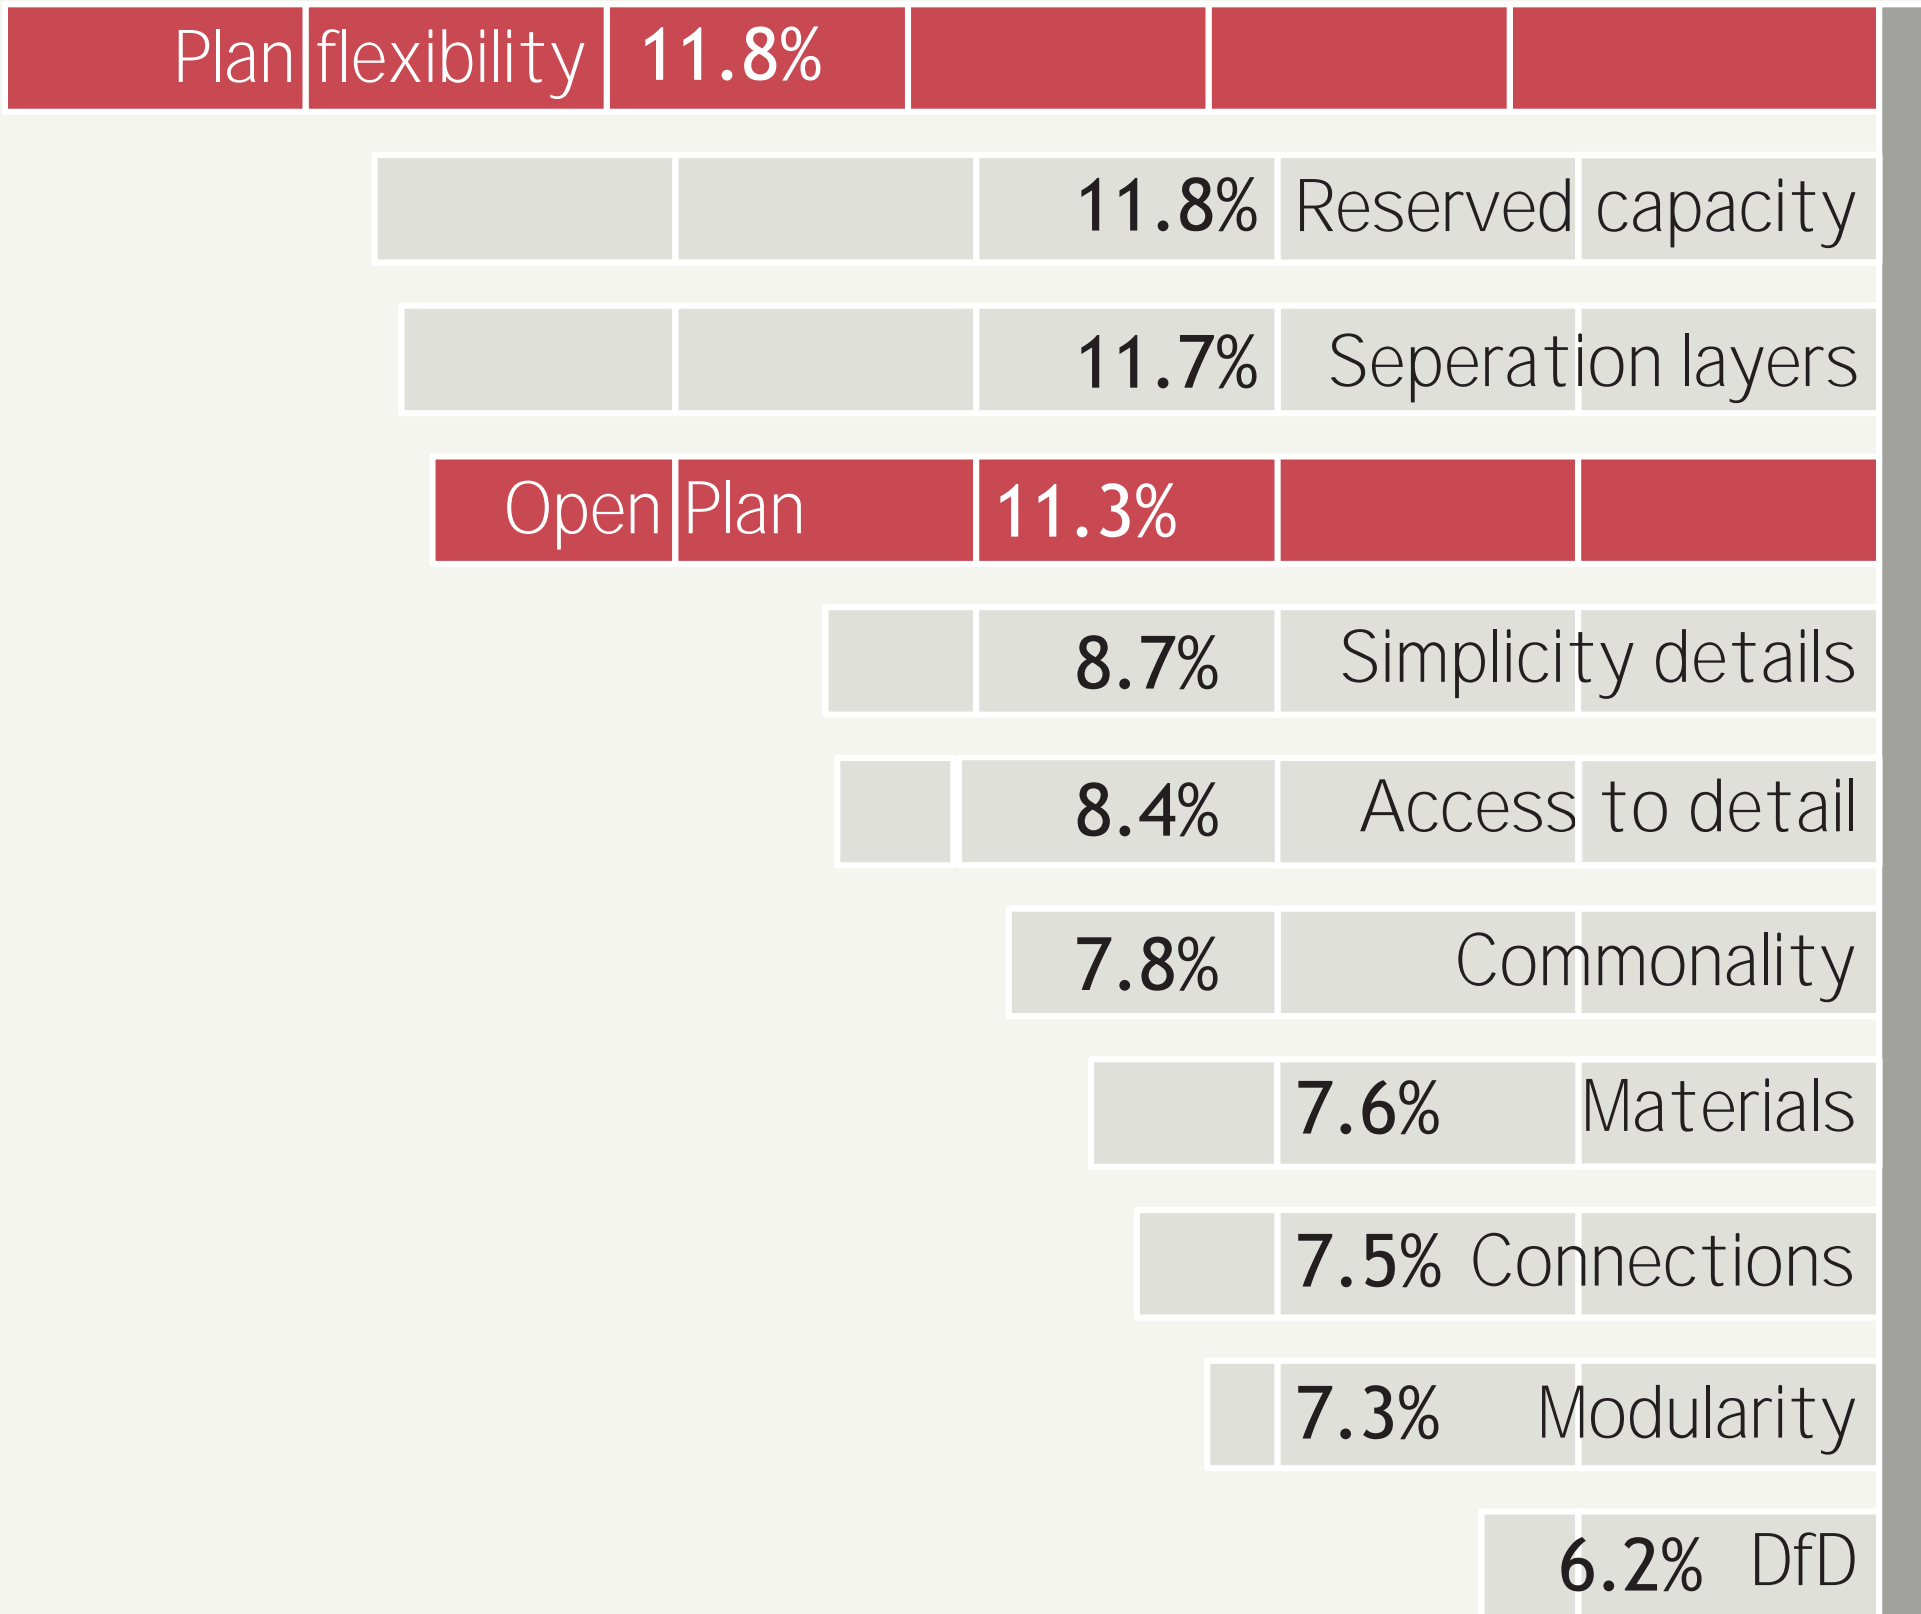 Plan flexibility 11.8%
11.8% Reserved capacity
11.7% Seperation layers
Open Plan 11.3%
8.7% Simplicity details
8.4% Access to detail
7.8% Commonality
7.6% Materials
7.5% Connections
7.3% Modularity
6.2% DfD